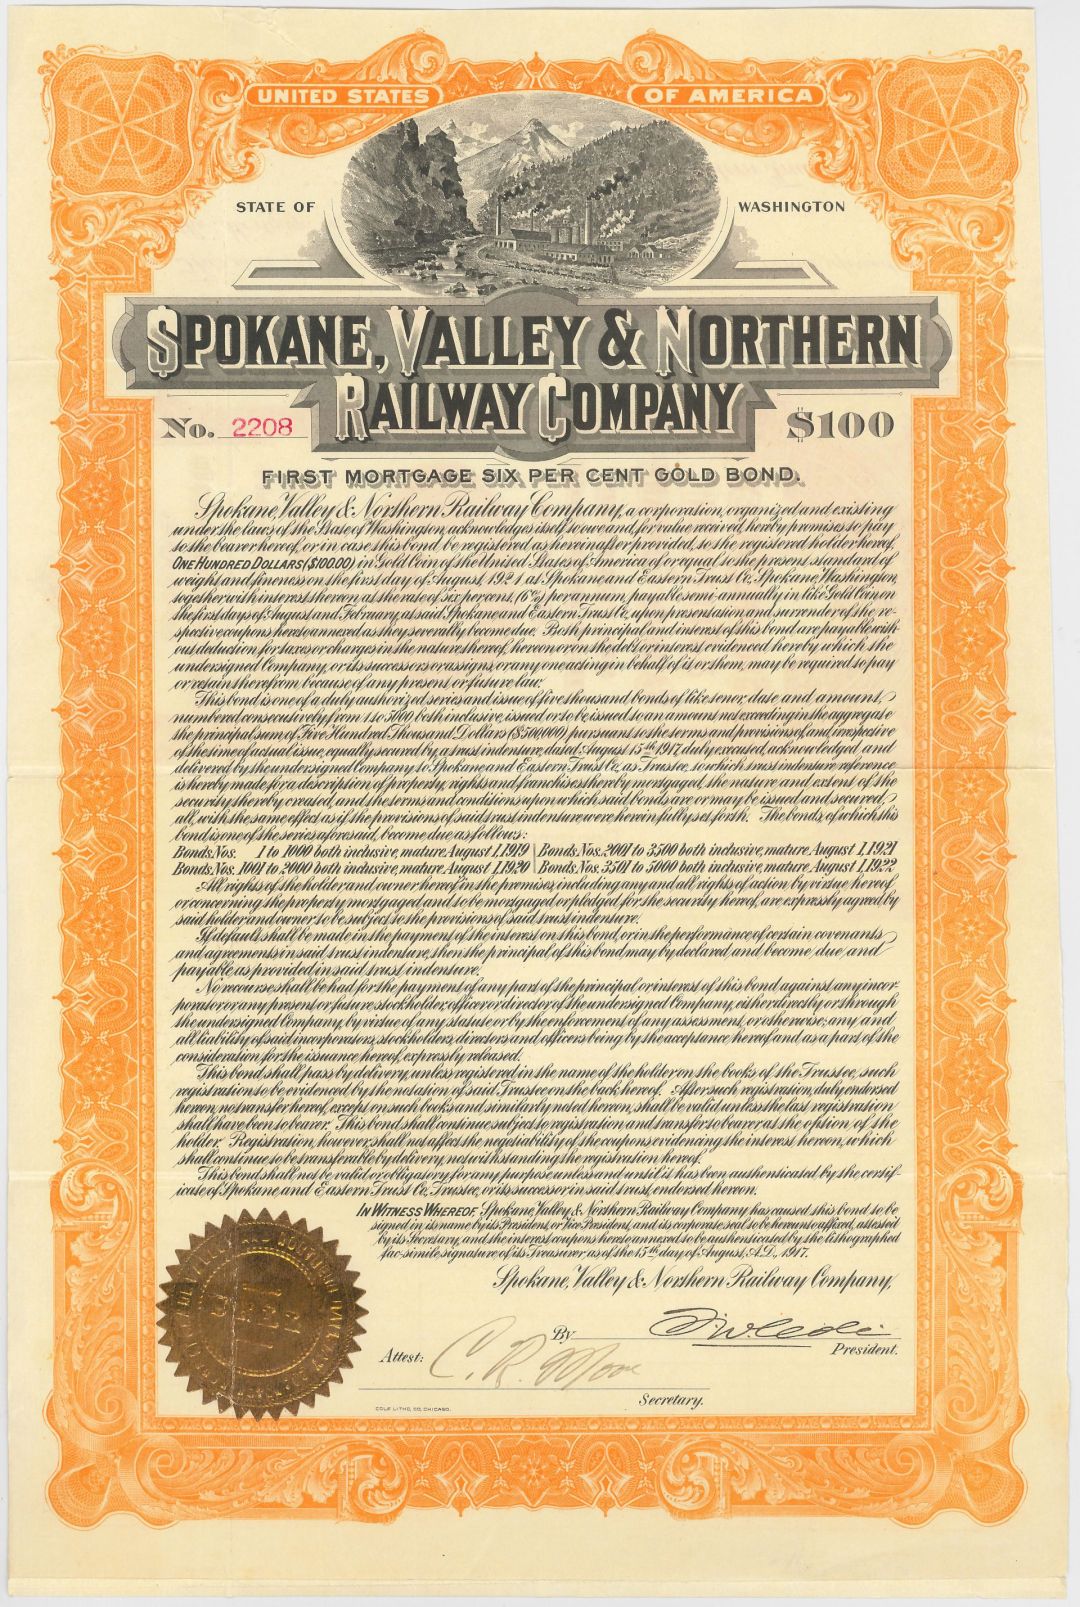 UNITED STATES OF AMERICA
STATE OF WASHINGTON
SPOKANE, VALLEY & NORTHERN
RAILWAY COMPANY
No. 2208 $100
FIRST MORTGAGE SIX PER CENT GOLD BOND.
Spokane, Valley & Northern Railway Company, a corporation, organized and existing
under the laws of the State of Washington, acknowledges itself to owe and, for value received, hereby promises to pay
to the bearer hereof, or in case this bond be registered as hereinafter provided, to the registered holder hereof,
ONE HUNDRED DOLLARS ($100.00) in Gold Coin of the United States of America of or equal to the present standard of
weight and fineness on the first day of August, 1921, at Spokane and Eastern Trust Co., Spokane, Washington,
together with interest thereon, at the rate of six per cent, (6%) per annum, payable semi-annually in like Gold Coin on
the first days of August and February, at said Spokane and Eastern Trust Co., upon presentation and surrender of the, re-
spective coupons hereto annexed as they severally become due. Both principal and interest of this bond are payable with-
out deduction for taxes or charges in the nature thereof, hereon or on the debt or interest evidenced hereby which the
undersigned Company, or its successors or assigns, or any one acting in behalf of it or them, may be required to pay
or retain therefrom because of any present or future law.
This bond is one of a duly authorized series and issue of five thousand bonds of like tenor, date and amount,
numbered consecutively from 1 to 5000, both inclusive, issued or to be issued to an amount not exceeding in the aggregate
the principal sum of Five Hundred Thousand Dollars ($500,000) pursuant to the terms and provisions of, and, irrespective
of the time of actual issue, equally secured by a trust indenture, dated August 15th 1917, duly executed, acknowledged and
delivered by the undersigned Company to Spokane and Eastern Trust Co., as Trustee, to which trust indenture reference
is hereby made for a description of property, rights and franchises thereby mortgaged, the nature and extent of the
security thereby created, and the terms and conditions upon which said bonds are or may be issued and secured,
all, with the same effect as if the provisions of said trust indenture were herein fully set forth. The bonds, of which this
bond is one of the series aforesaid, become due as follows:
Bonds, Nos. 1 to 1000 both inclusive, mature August 1, 1919 Bonds, Nos. 2001 to 3500 both inclusive, mature August 1, 1921
Bonds, Nos. 1001 to 2000 both inclusive, mature August 1, 1920 Bonds, Nos. 3501 to 5000 both inclusive, mature August 1, 1922
All rights of the holder and owner hereof in the premises, including any and all rights of action by virtue hereof
or concerning the property mortgaged and to be mortgaged or pledged for the security hereof, are expressly agreed by
said holder and owner to be subject to the provisions of said trust indenture.
If default shall be made in the payment of the interest on this bond, or in the performance of certain covenants
and agreements in said trust indenture, then the principal of this bond may by declared and become due and
payable as provided in said trust indenture.
No recourse shall be had for the payment of any part of the principal or interest of this bond against any incor-
porator or any present or future stockholder, officer or director of the undersigned Company, either directly or through
the undersigned Company, by virtue of any statute or by the enforcement of any assessment, or otherwise; any and
all liability of said incorporators, stockholders, directors and officers being by the acceptance hereof and as a part of the
consideration for the issuance hereof, expressly released.
This bond shall pass by delivery, unless registered in the name of the holder on the books of the Trustee, such
registration to be evidenced by the notation of said Trustee on the back hereof. After such registration, duly endorsed
hereon, no transfer hereof, except on such books and similarly noted hereon, shall be valid unless the last registration
shall have been to bearer. This bond shall continue subject to registration and transfer to bearer at the option of the
holder. Registration, however, shall not affect the negotiability of the coupons evidencing the interest hereon, which
shall continue to be transferable by delivery, notwithstanding the registration hereof.
This bond shall not be valid or obligatory for any purpose unless and until it has been authenticated by the certif-
icate of Spokane and Eastern Trust Co., Trustee, or its successor in said trust, endorsed hereon.
IN WITNESS WHEREOF, Spokane, Valley & Northern Railway Company has caused this bond to be
signed in its name by its President, or Vice President, and its corporate seal to be hereunto affixed, attested
by its Secretary, and the interest coupons hereto annexed to be authenticated by the lithographed
fac-simile signature of its Treasurer as of the 15th day of August, A.D., 1917.
Spokane, Valley & Northern Railway Company,
By
President.
Attest: C. R. Moore
Secretary.
COLE LITHO. CO. CHICAGO.